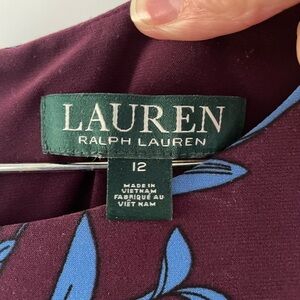 LAUREN
RALPH LAUREN
12
MADE IN
VIETNAM
FABRIQUÉ AU
VIET NAM